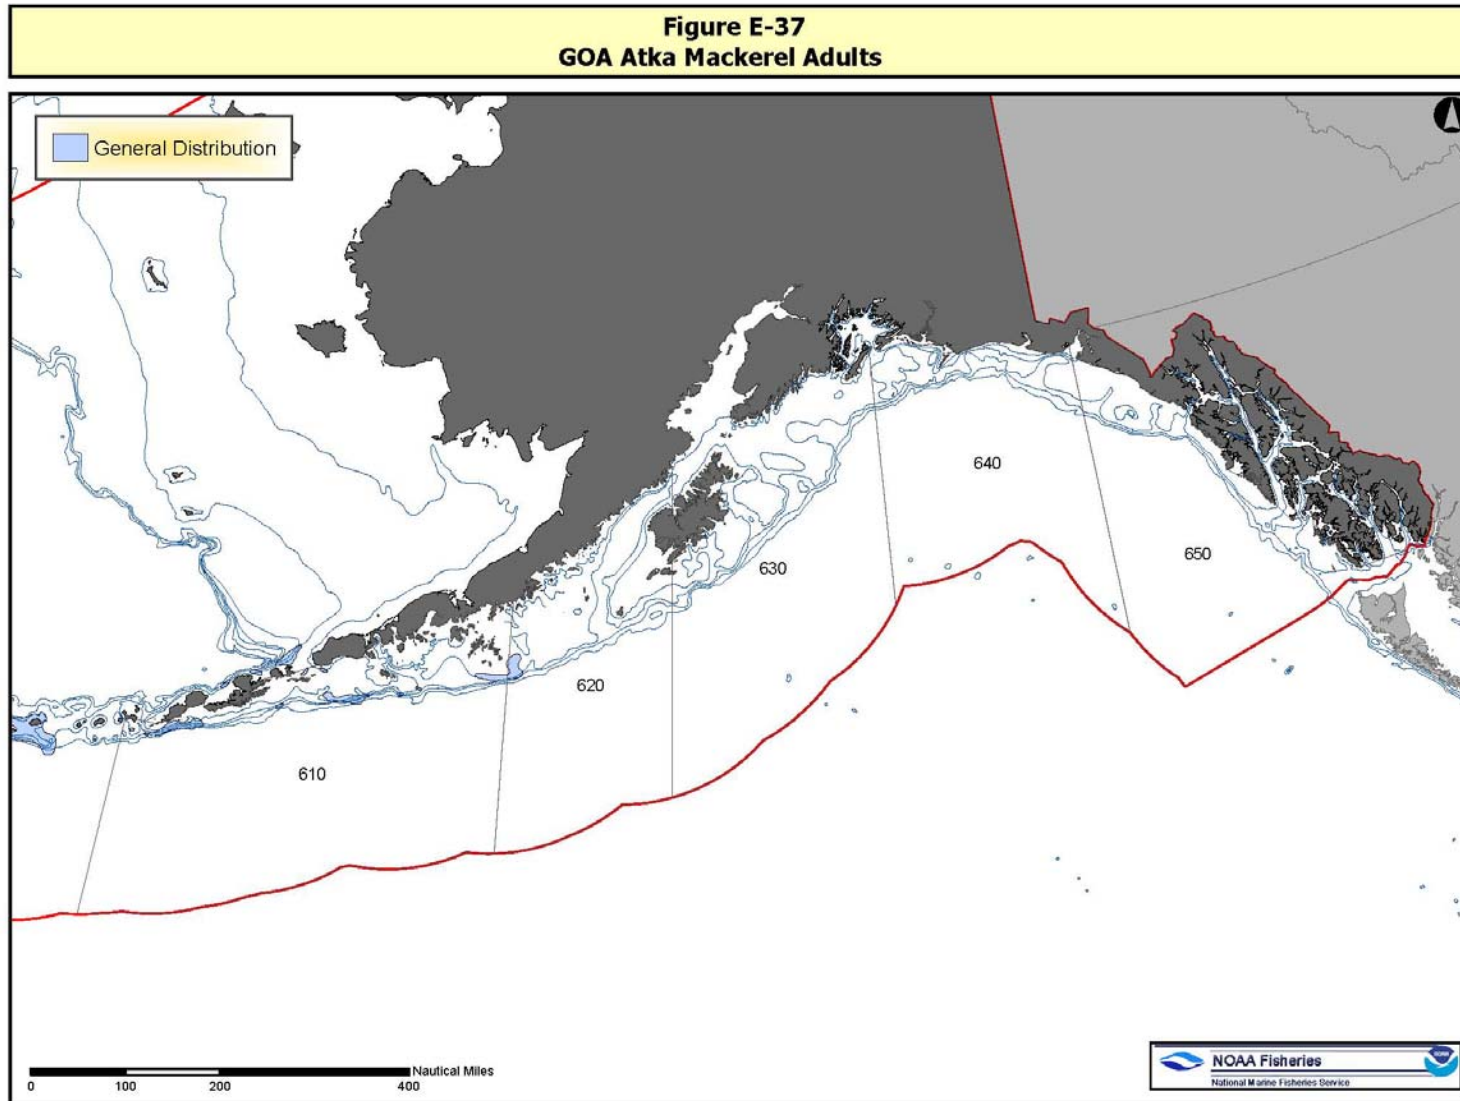 Figure E-37
GOA Atka Mackerel Adults
General Distribution
640
650
630
620
610
Nautical Miles
0 100 200 400
NOAA Fisheries
National Marine Fisheries Service